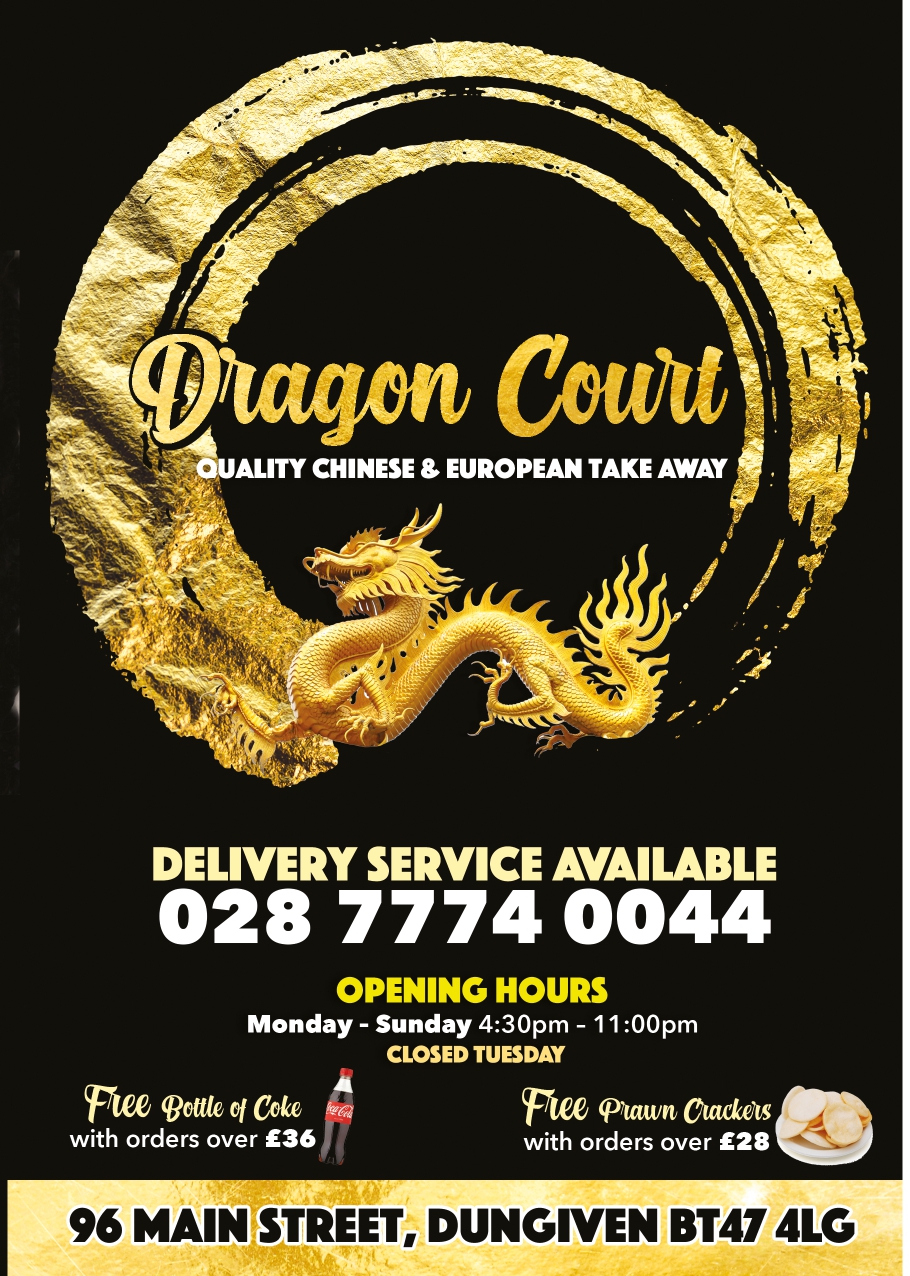 Dragon Court
QUALITY CHINESE & EUROPEAN TAKE AWAY
DELIVERY SERVICE AVAILABLE
028 7774 0044
OPENING HOURS
Monday - Sunday 4:30pm – 11:00pm
CLOSED TUESDAY
Free Bottle of Coke
with orders over £36
Coca-Cola
Free Prawn Crackers
with orders over £28
96 MAIN STREET, DUNGIVEN BT47 4LG